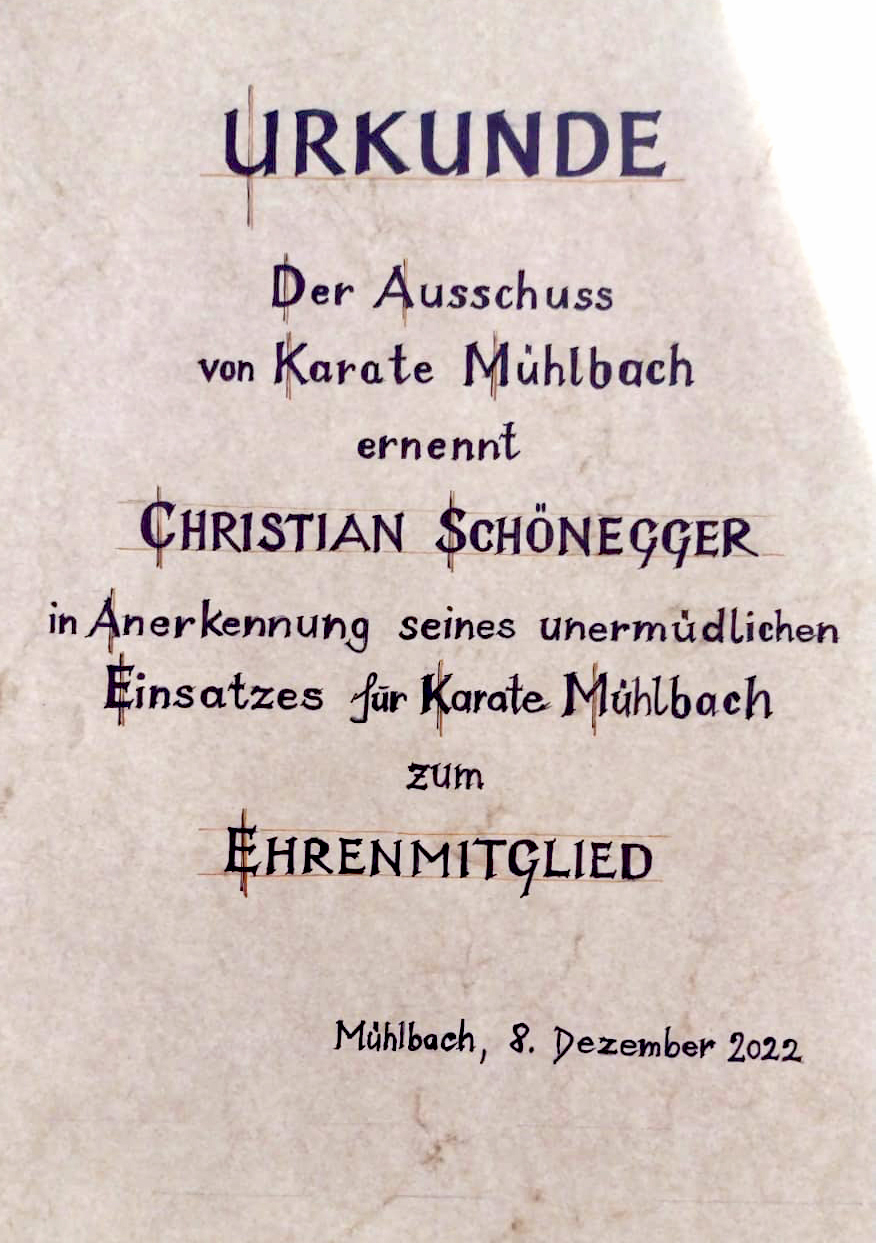 URKUNDE
Der Ausschuss
von Karate Mühlbach
ernennt
CHRISTIAN SCHÖNEGGER
in Anerkennung seines unermüdlichen
Einsatzes für Karate Mühlbach
zum
EHRENMITGLIED
Mühlbach, 8. Dezember 2022